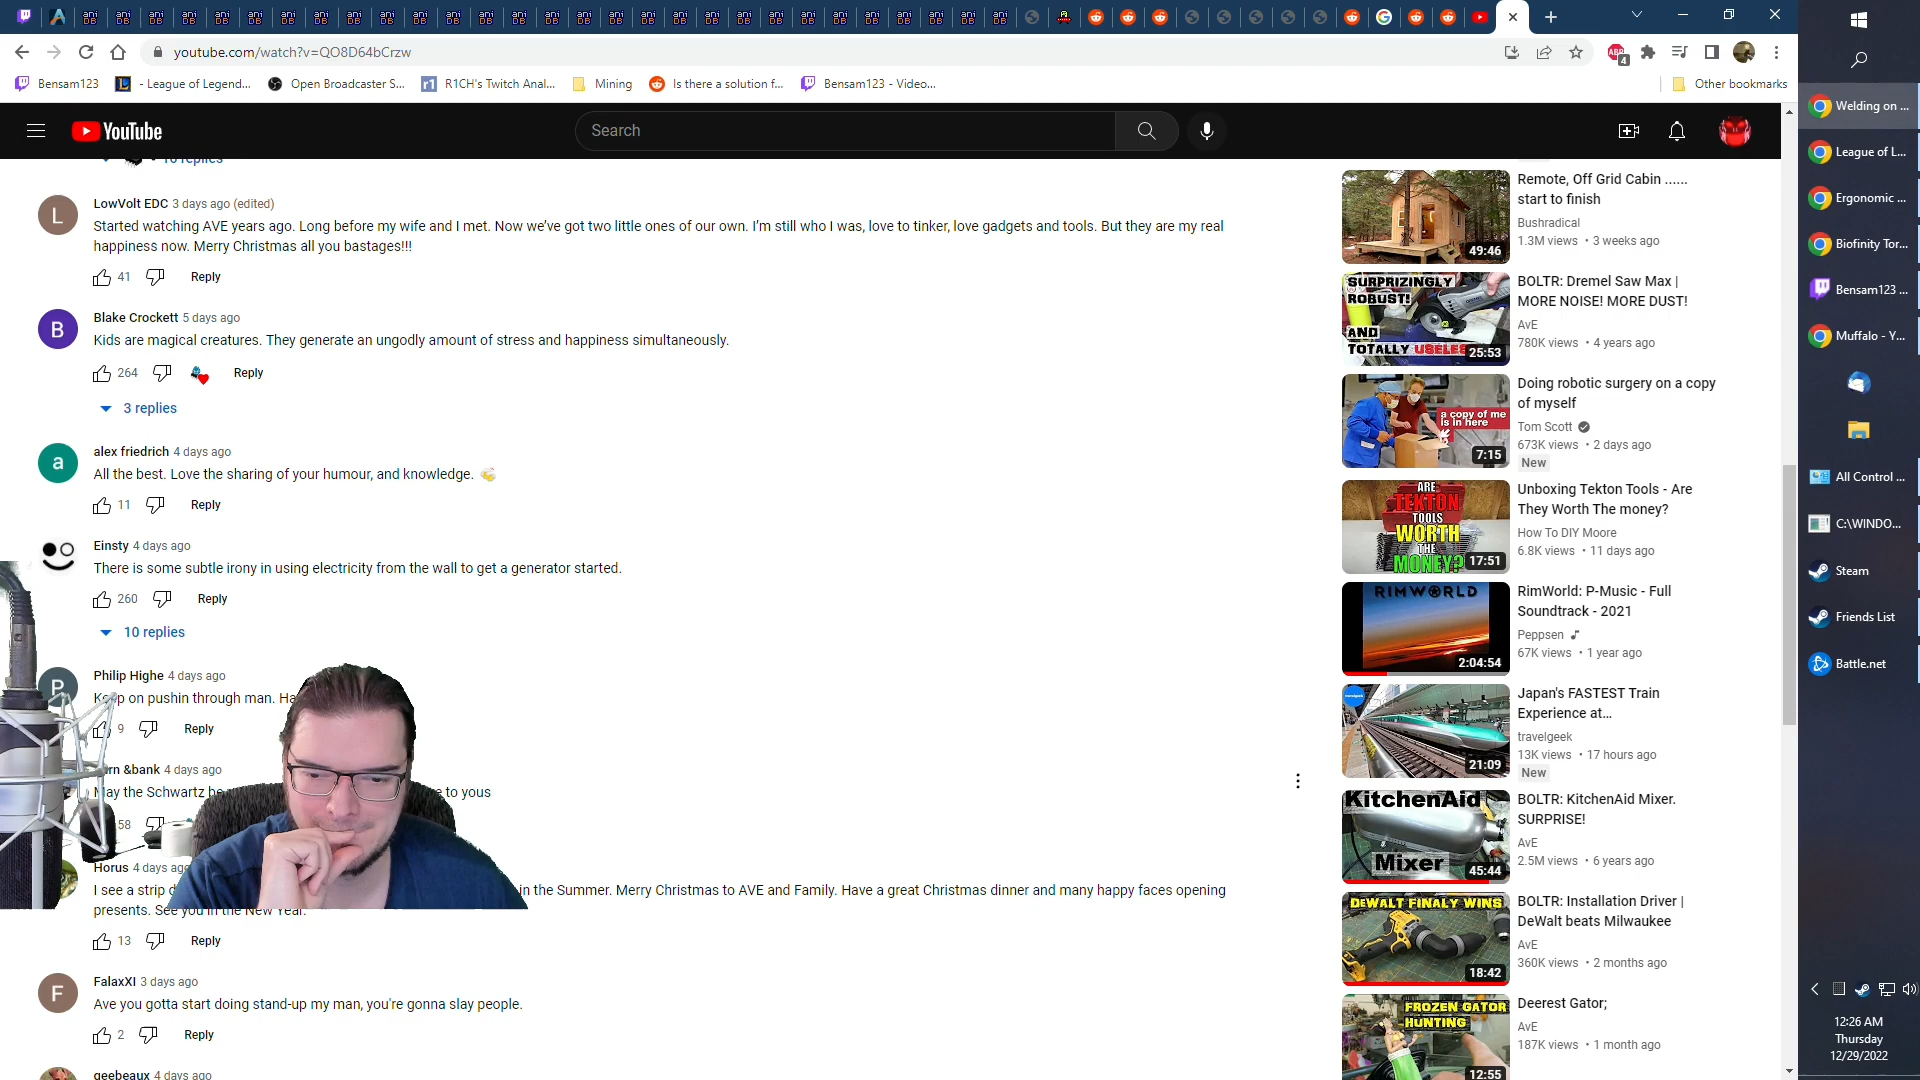 youtube.com/watch?v=QO8D64bCrzw
Bensam123
- League of Legend...
Open Broadcaster S...
R1CH's Twitch Anal...
Mining
Is there a solution f...
Bensam123 - Video...
Other bookmarks
YouTube
Search
LowVolt EDC 3 days ago (edited)
Started watching AVE years ago. Long before my wife and I met. Now we've got two little ones of our own. I'm still who I was, love to tinker, love gadgets and tools. But they are my real
happiness now. Merry Christmas all you bastages!!!
41 Reply
Blake Crockett 5 days ago
Kids are magical creatures. They generate an ungodly amount of stress and happiness simultaneously.
264 Reply
3 replies
alex friedrich 4 days ago
All the best. Love the sharing of your humour, and knowledge.
11 Reply
Einsty 4 days ago
There is some subtle irony in using electricity from the wall to get a generator started.
260 Reply
10 replies
Philip Highe 4 days ago
Keep on pushin through man.
9 Reply
&bank 4 days ago
May the Schwartz be to yous
58
Horus 4 days ago
I see a strip in the Summer. Merry Christmas to AVE and Family. Have a great Christmas dinner and many happy faces opening
presents. See you in the New Year.
13 Reply
FalaxXI 3 days ago
Ave you gotta start doing stand-up my man, you're gonna slay people.
2 Reply
geebeaux 4 days ago
49:46
Remote, Off Grid Cabin ......
start to finish
Bushradical
1.3M views • 3 weeks ago
SURPRIZINGLY
ROBUST!
AND
TOTALLY USELES
25:53
BOLTR: Dremel Saw Max |
MORE NOISE! MORE DUST!
AvE
780K views • 4 years ago
a copy of me
is in here
7:15
Doing robotic surgery on a copy
of myself
Tom Scott
673K views • 2 days ago
New
ARE
TEKTON
TOOLS
WORTH
THE
MONEY?
17:51
Unboxing Tekton Tools - Are
They Worth The money?
How To DIY Moore
6.8K views • 11 days ago
RIMWORLD
2:04:54
RimWorld: P-Music - Full
Soundtrack - 2021
Peppsen
67K views • 1 year ago
21:09
Japan's FASTEST Train
Experience at...
travelgeek
13K views • 17 hours ago
New
KitchenAid
Mixer
45:44
BOLTR: KitchenAid Mixer.
SURPRISE!
AvE
2.5M views • 6 years ago
DEWALT FINALY WINS
18:42
BOLTR: Installation Driver |
DeWalt beats Milwaukee
AvE
360K views • 2 months ago
FROZEN GATOR
HUNTING
12:55
Deerest Gator;
AvE
187K views • 1 month ago
Welding on ...
League of L...
Ergonomic ...
Biofinity Tor...
Bensam123 ...
Muffalo - Y...
All Control ...
C:\WINDO...
Steam
Friends List
Battle.net
12:26 AM
Thursday
12/29/2022